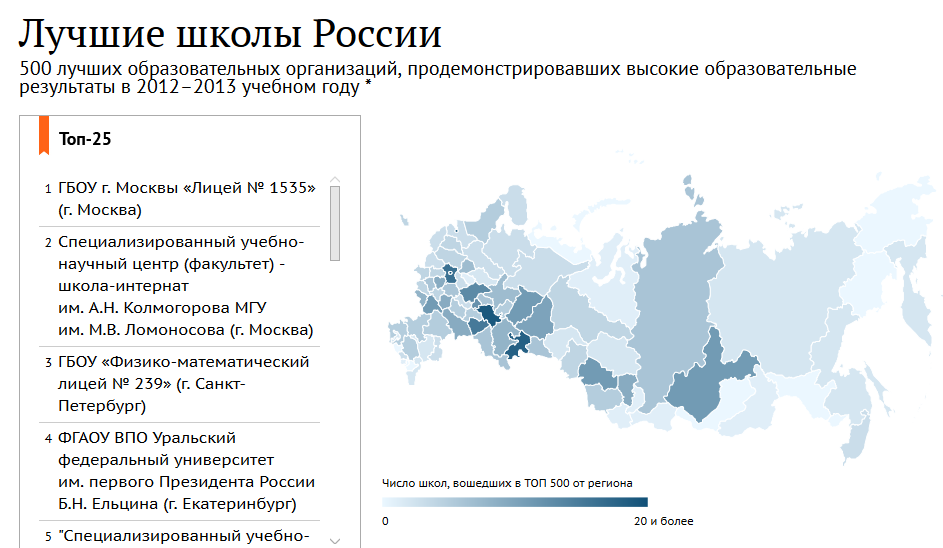 Лучшие школы России
500 лучших образовательных организаций, продемонстрировавших высокие образовательные
результаты в 2012–2013 учебном году *
Топ-25
1 ГБОУ г. Москвы «Лицей № 1535»
(г. Москва)
2 Специализированный учебно-
научный центр (факультет) -
школа-интернат
им. А.Н. Колмогорова МГУ
им. М.В. Ломоносова (г. Москва)
3 ГБОУ «Физико-математический
лицей № 239» (г. Санкт-
Петербург)
4 ФГАОУ ВПО Уральский
федеральный университет
им. первого Президента России
Б.Н. Ельцина (г. Екатеринбург)
5 "Специализированный учебно-
Число школ, вошедших в ТОП 500 от региона
0 20 и более